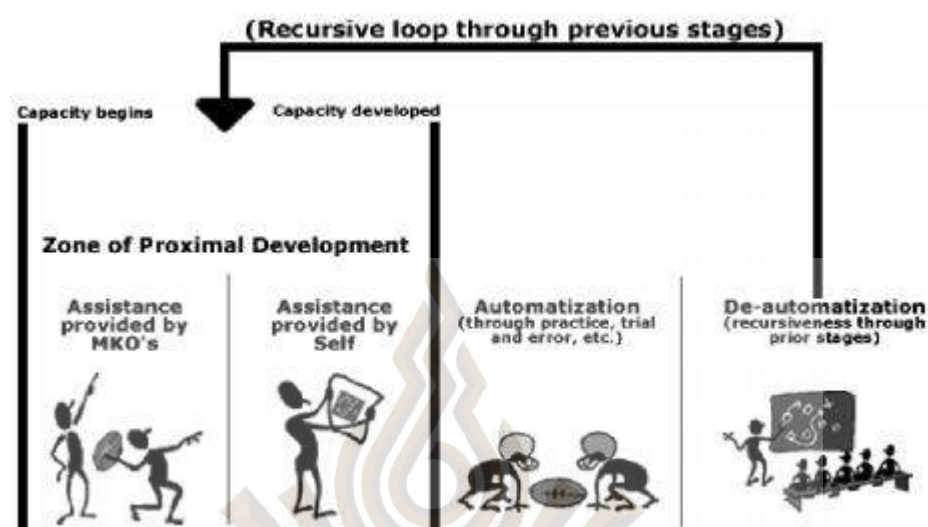 (Recursive loop through previous stages)
Capacity begins
Capacity developed
Zone of Proximal Development
Assistance
provided by
MKO's
Assistance
provided by
Self
Automatization
(through practice, trial
and error, etc.)
De-automatization
(recursiveness through
prior stages)